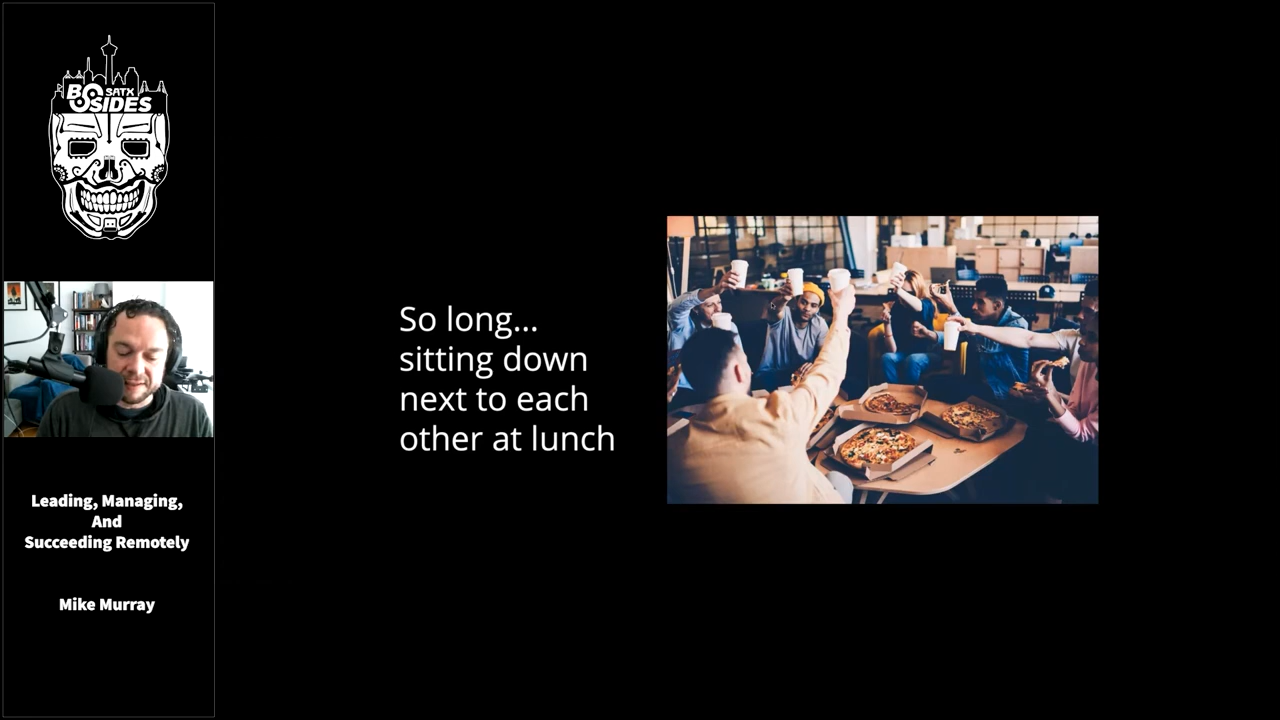 BSIDES
SATX
Leading, Managing,
And
Succeeding Remotely
Mike Murray
So long...
sitting down
next to each
other at lunch